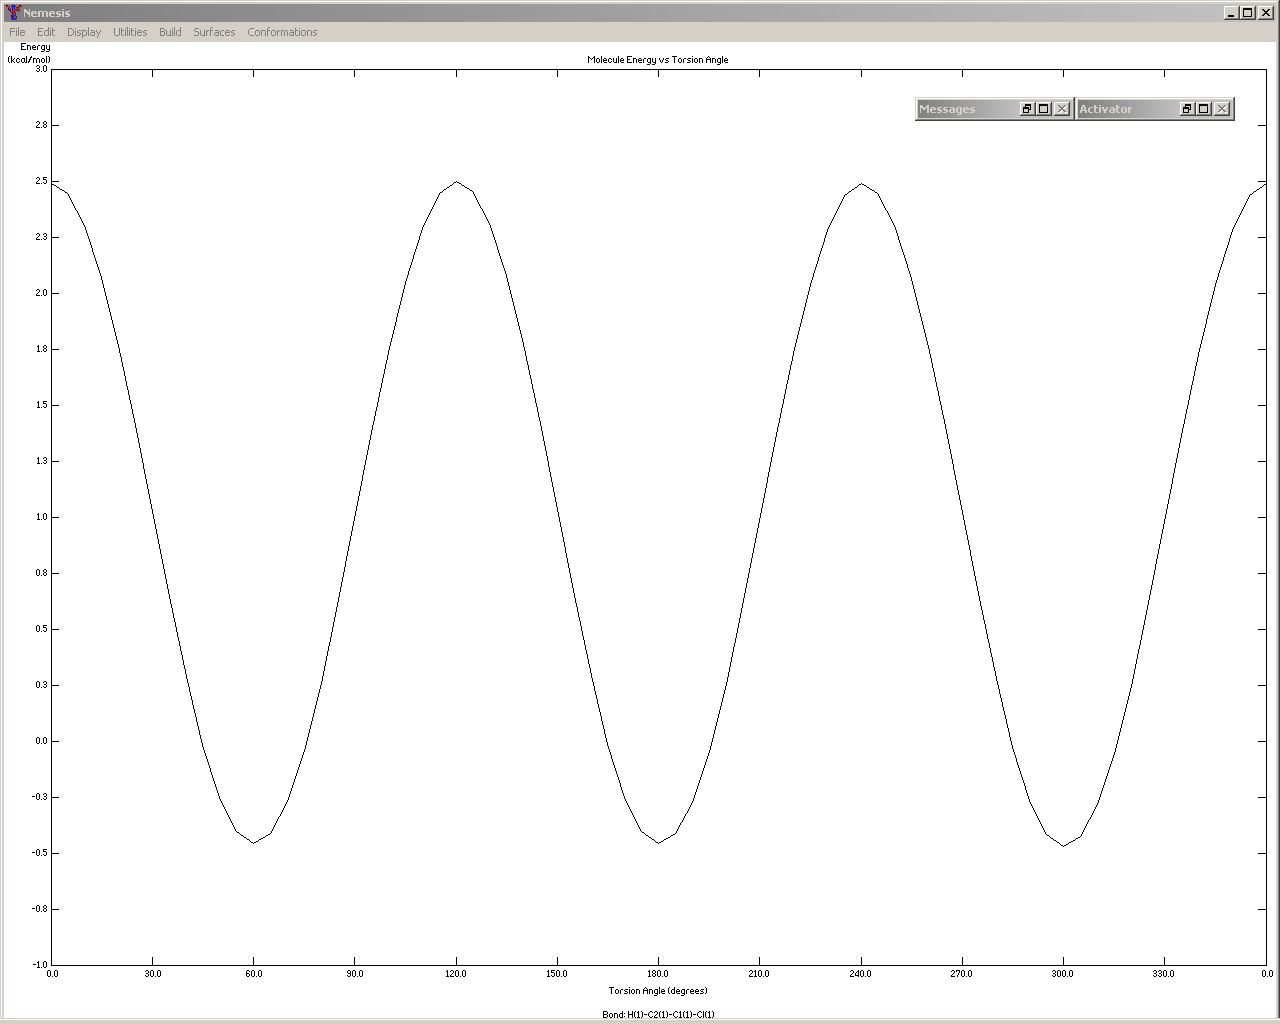 Nemesis
File Edit Display Utilities Build Surfaces Conformations
Energy
(kcal/mol)
Molecule Energy vs Torsion Angle
3.0
Messages
Activator
2.8
2.5
2.3
2.0
1.8
1.5
1.3
1.0
0.8
0.5
0.3
0.0
-0.3
-0.5
-0.8
-1.0
0.0 30.0 60.0 90.0 120.0 150.0 180.0 210.0 240.0 270.0 300.0 330.0 0.0
Torsion Angle (degrees)
Bond: H(1)-C2(1)-C1(1)-Cl(1)